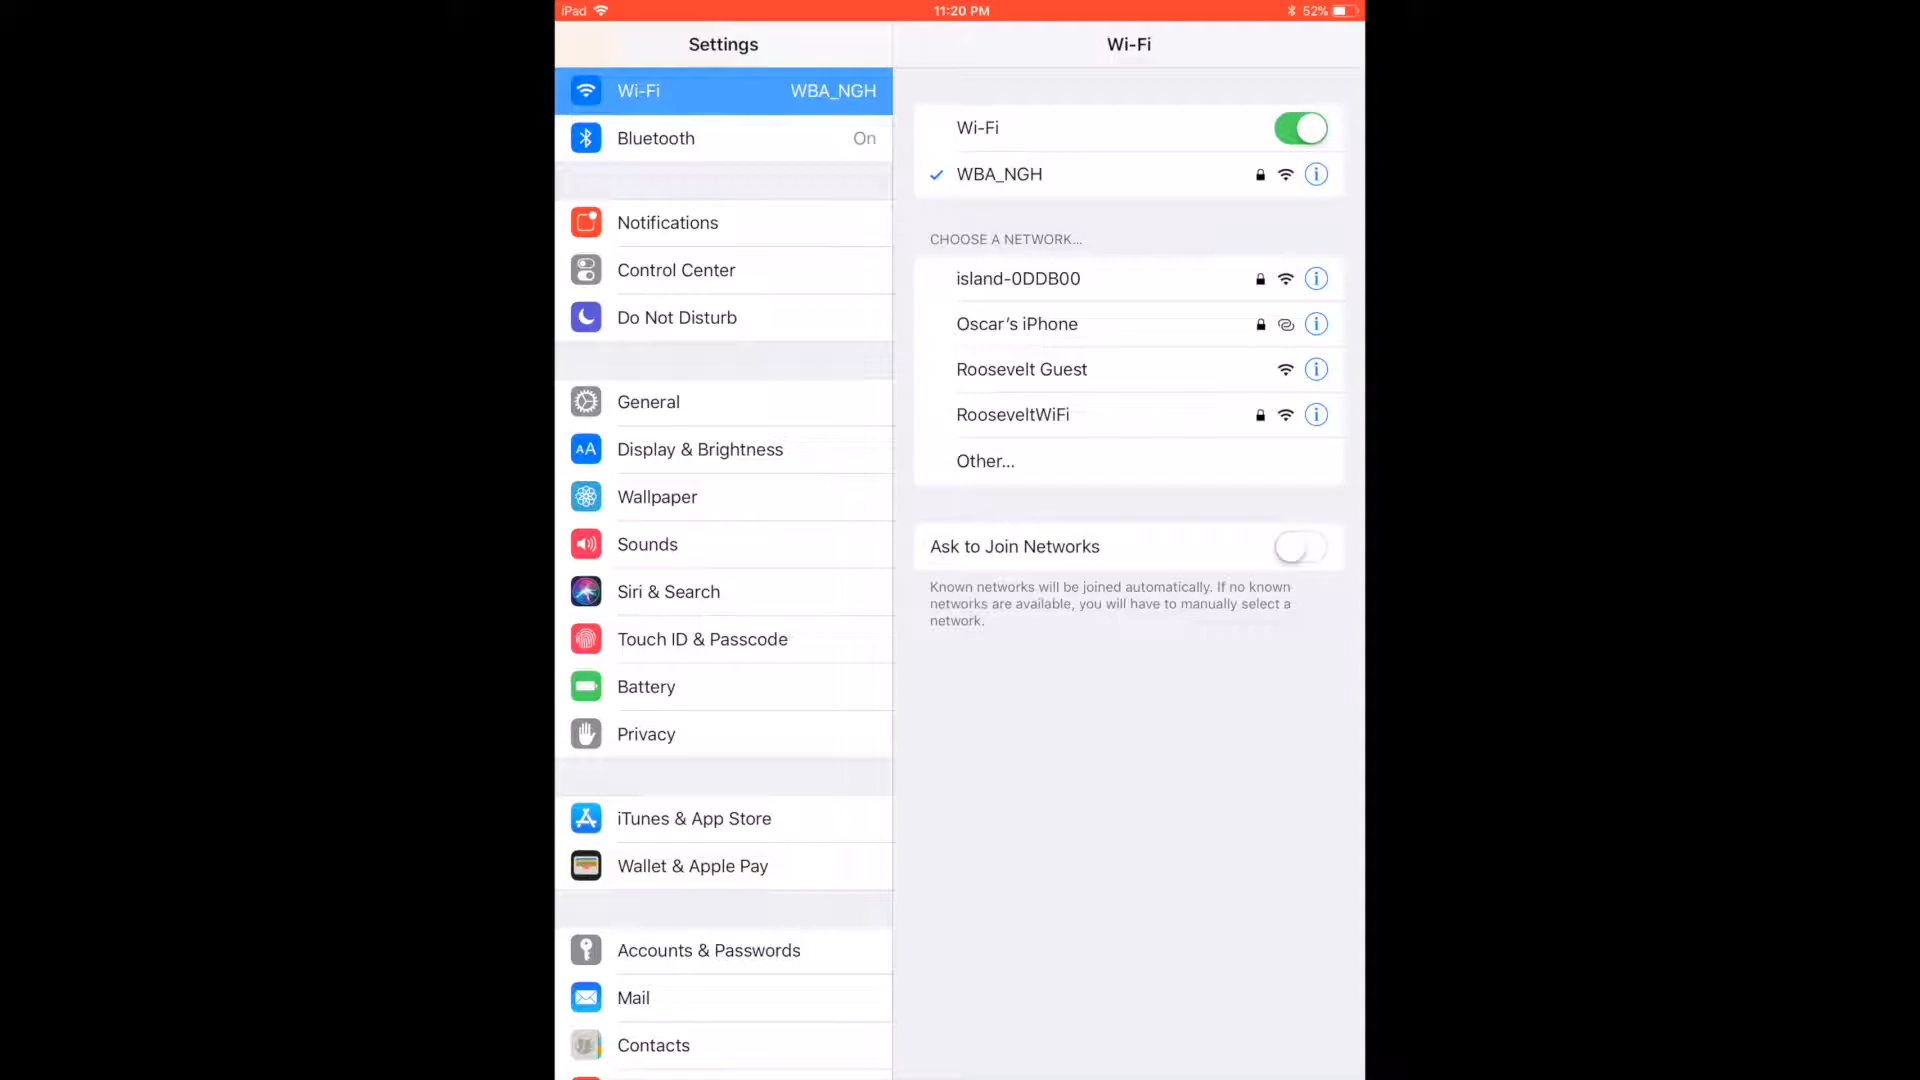 iPad 11:20 PM 52%
Settings
Wi-Fi WBA_NGH
Bluetooth On
Notifications
Control Center
Do Not Disturb
General
AA Display & Brightness
Wallpaper
Sounds
Siri & Search
Touch ID & Passcode
Battery
Privacy
iTunes & App Store
Wallet & Apple Pay
Accounts & Passwords
Mail
Contacts
Wi-Fi
Wi-Fi
WBA_NGH
CHOOSE A NETWORK...
island-0DDB00
Oscar’s iPhone
Roosevelt Guest
RooseveltWiFi
Other...
Ask to Join Networks
Known networks will be joined automatically. If no known
networks are available, you will have to manually select a
network.